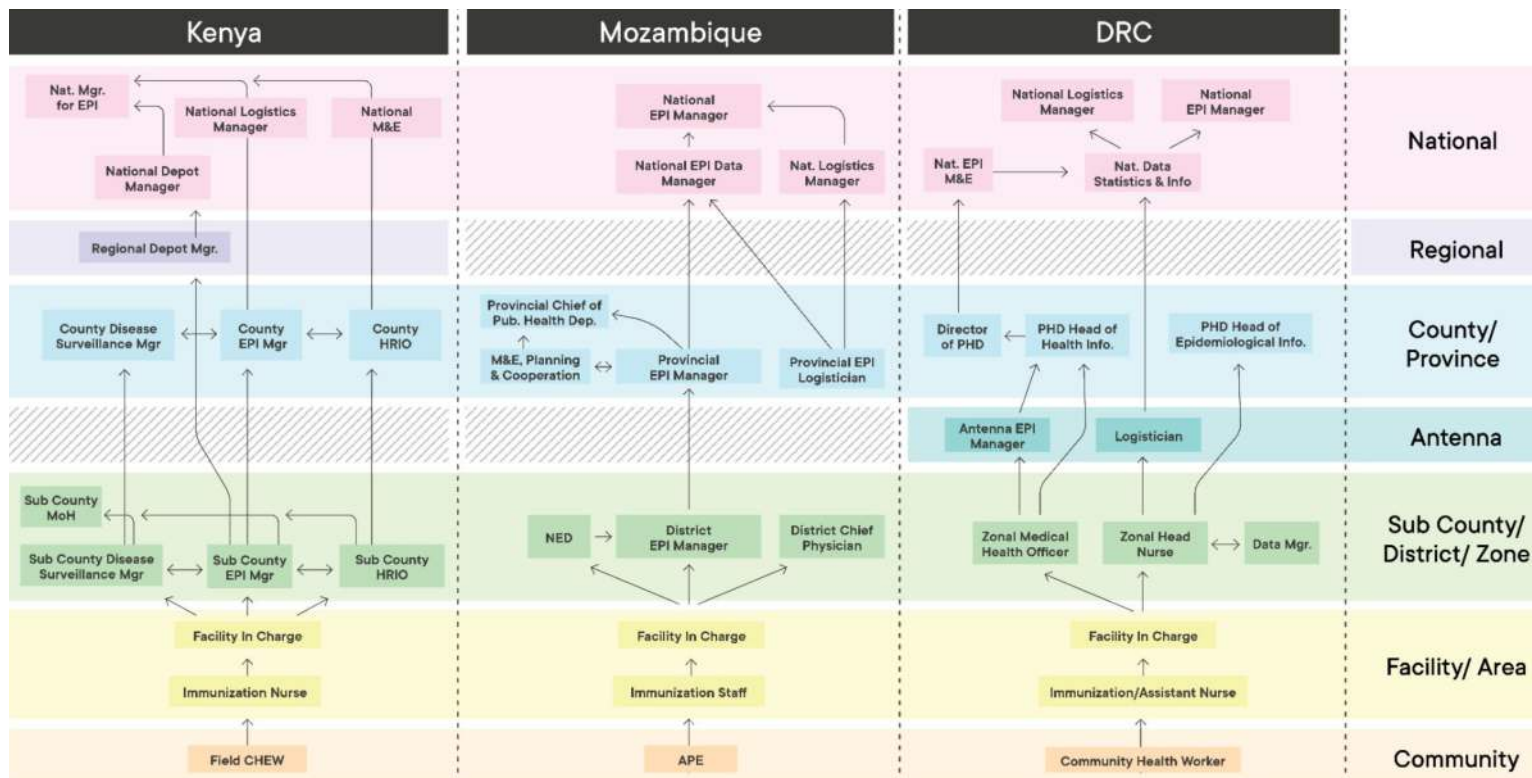 Kenya
Mozambique
DRC
Nat. Mgr.
for EPI
National Logistics
Manager
National
M&E
National Depot
Manager
National
EPI Manager
National EPI Data
Manager
Nat. Logistics
Manager
National Logistics
Manager
National
EPI Manager
Nat. EPI
M&E
Nat. Data
Statistics & Info
National
Regional Depot Mgr.
Regional
County Disease
Surveillance Mgr
County
EPI Mgr
County
HRIO
Provincial Chief of
Pub. Health Dep.
M&E, Planning
& Cooperation
Provincial
EPI Manager
Provincial EPI
Logistician
Director
of PHD
PHD Head of
Health Info.
PHD Head of
Epidemiological Info.
County/
Province
Antenna EPI
Manager
Logistician
Antenna
Sub County
MoH
Sub County Disease
Surveillance Mgr
Sub County
EPI Mgr
Sub County
HRIO
NED
District
EPI Manager
District Chief
Physician
Zonal Medical
Health Officer
Zonal Head
Nurse
Data Mgr.
Sub County/
District/ Zone
Facility In Charge
Immunization Nurse
Facility In Charge
Immunization Staff
Facility In Charge
Immunization/Assistant Nurse
Facility/ Area
Field CHEW
APE
Community Health Worker
Community